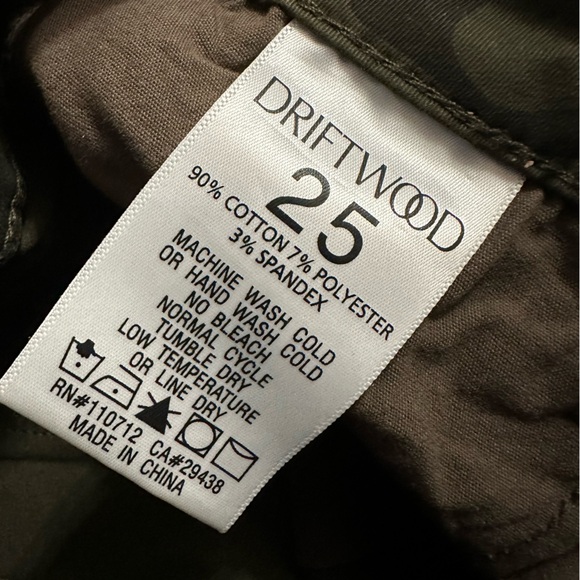 DRIFTWOOD
25
90% COTTON 7% POLYESTER
3% SPANDEX
MACHINE WASH COLD
OR HAND WASH COLD
NO BLEACH
NORMAL CYCLE
TUMBLE DRY
LOW TEMPERATURE
OR LINE DRY
RN#110712 CA#29438
MADE IN CHINA